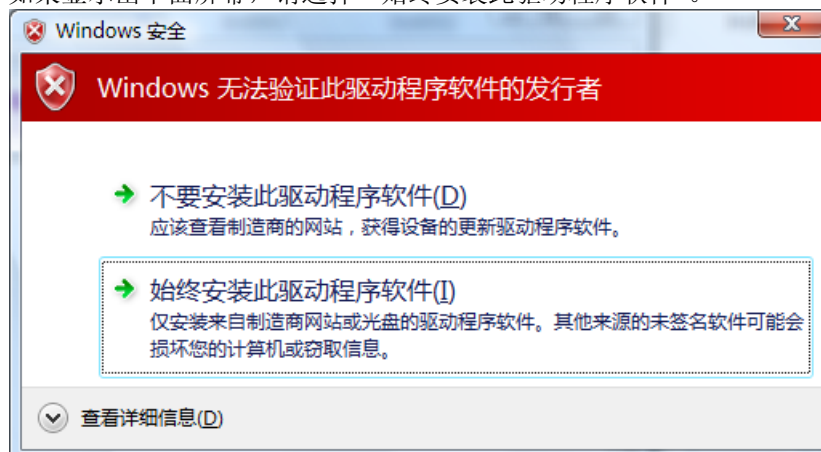 Windows 安全
Windows 无法验证此驱动程序软件的发行者
不要安装此驱动程序软件(D)
应该查看制造商的网站，获得设备的更新驱动程序软件。
始终安装此驱动程序软件(I)
仅安装来自制造商网站或光盘的驱动程序软件。其他来源的未签名软件可能会
损坏您的计算机或窃取信息。
查看详细信息(D)